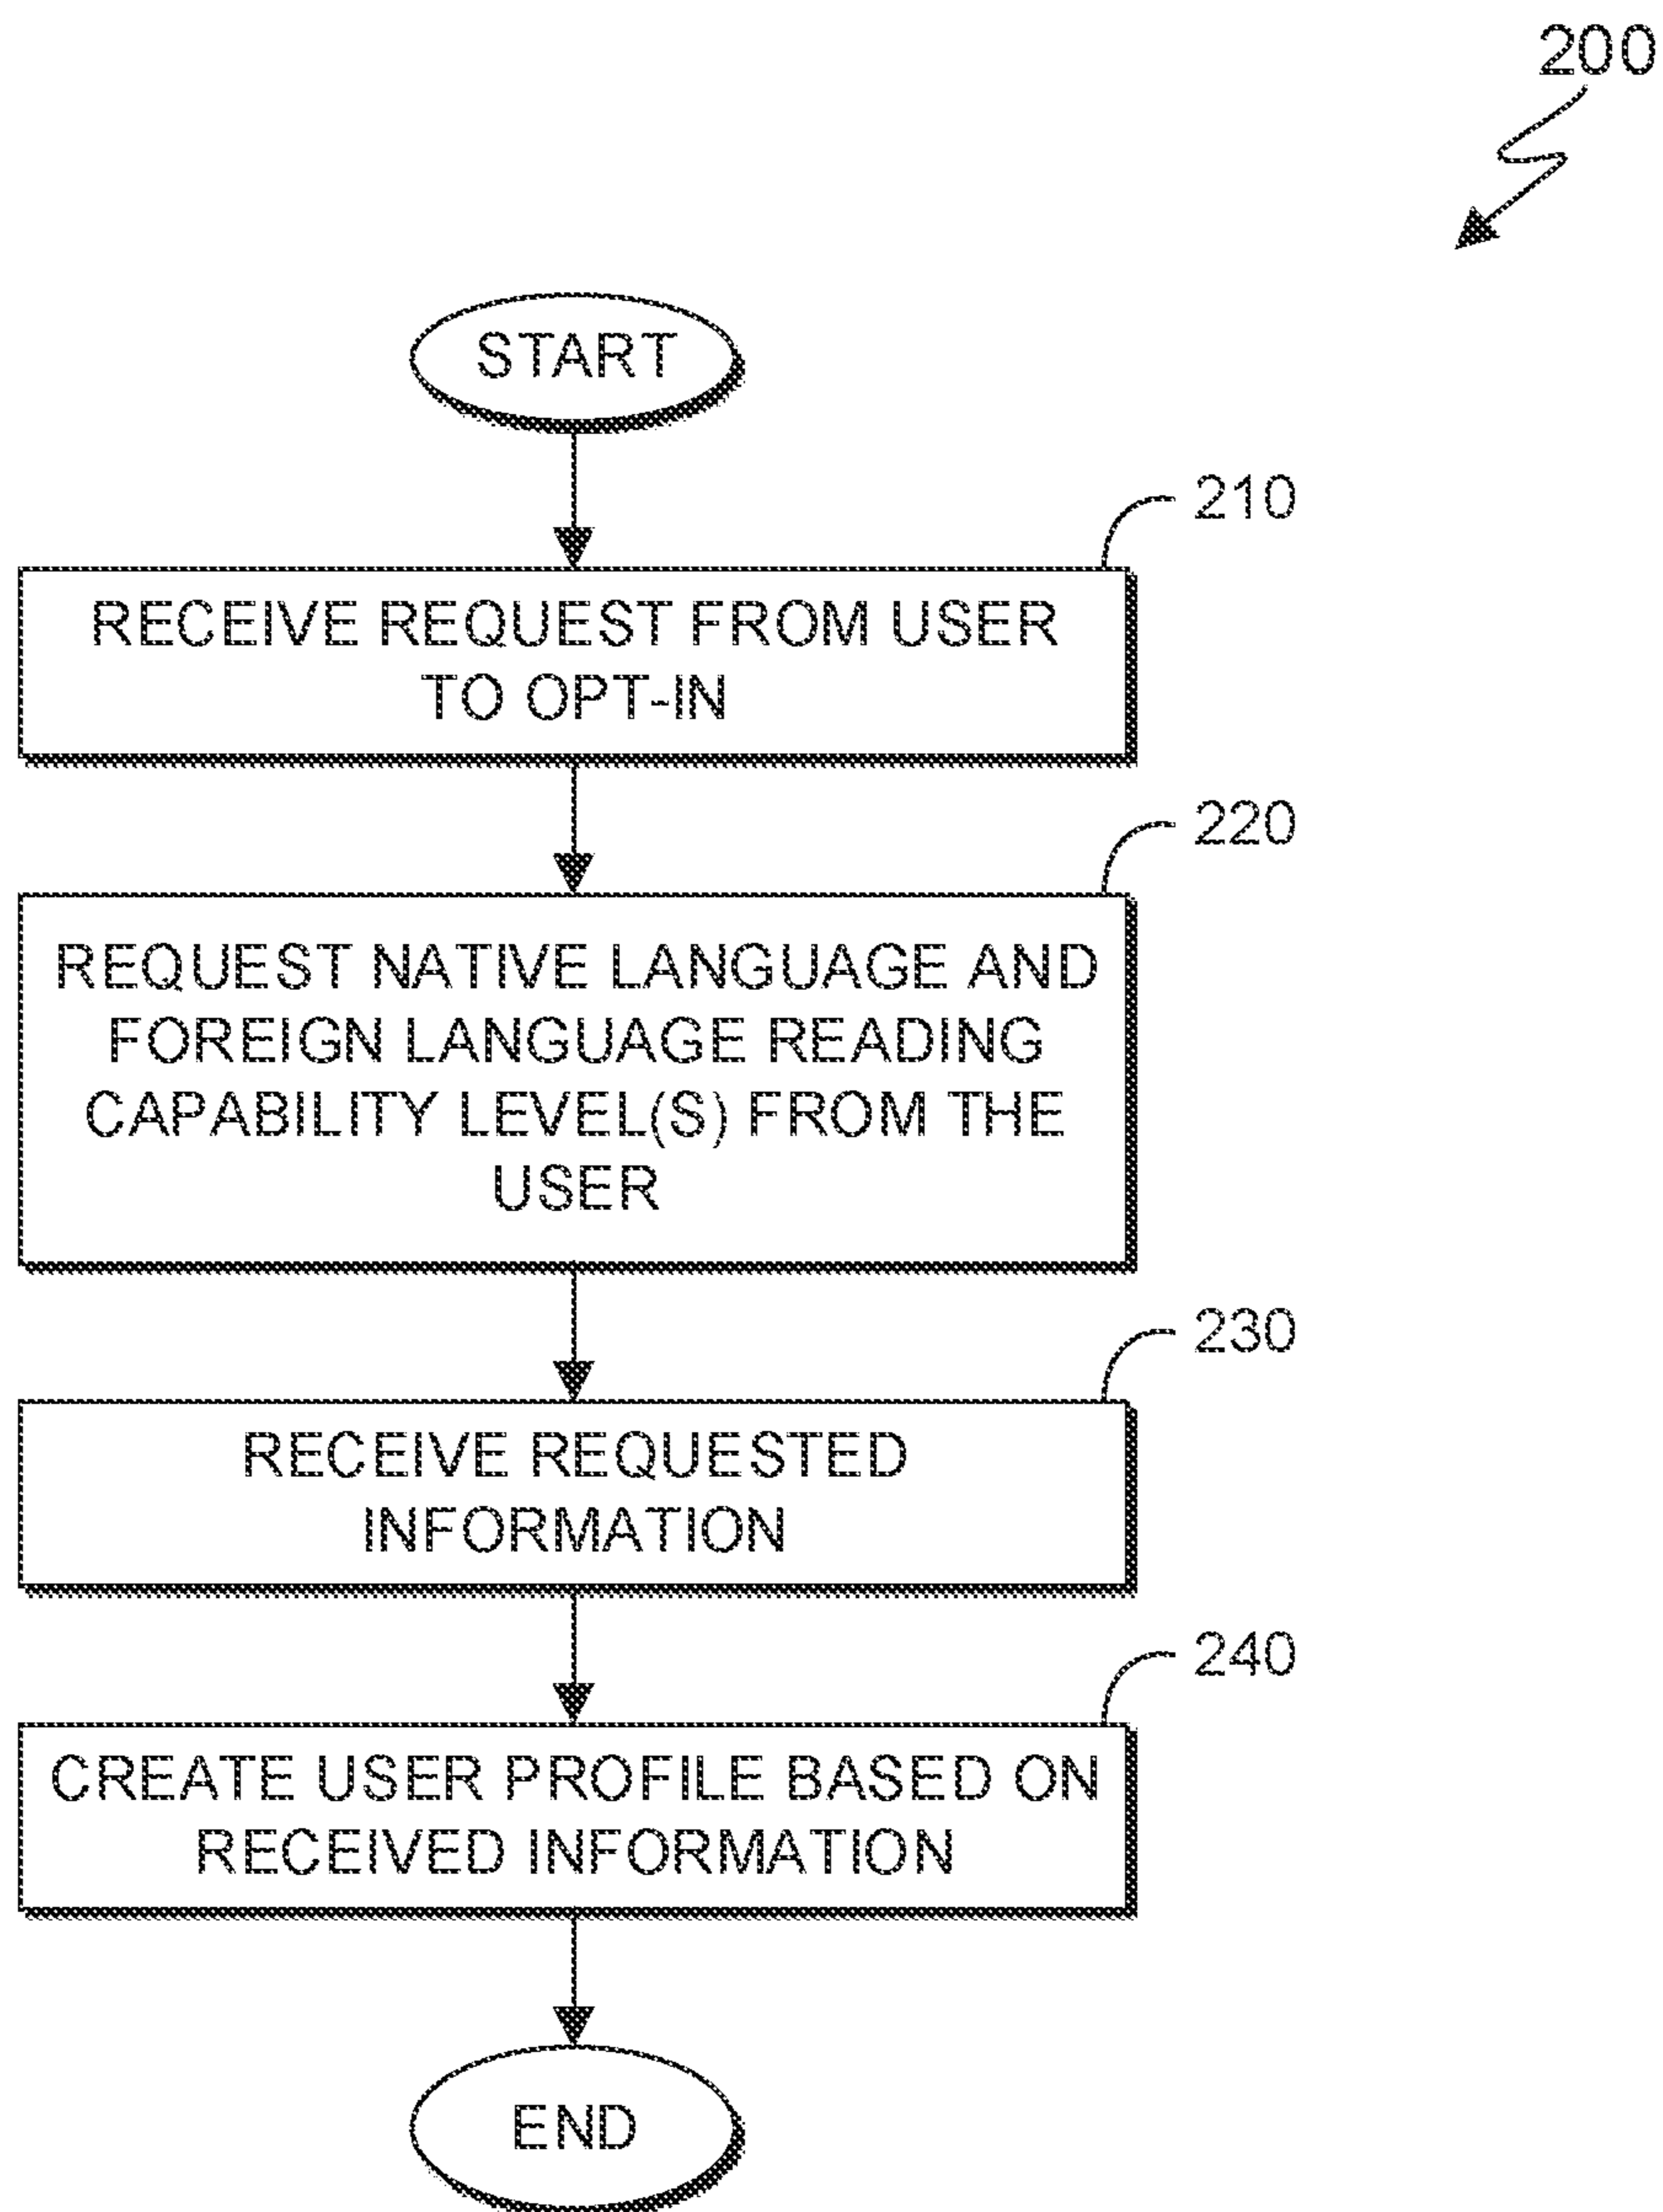 200
START
210
RECEIVE REQUEST FROM USER
TO OPT-IN
220
REQUEST NATIVE LANGUAGE AND
FOREIGN LANGUAGE READING
CAPABILITY LEVEL(S) FROM THE
USER
230
RECEIVE REQUESTED
INFORMATION
240
CREATE USER PROFILE BASED ON
RECEIVED INFORMATION
END